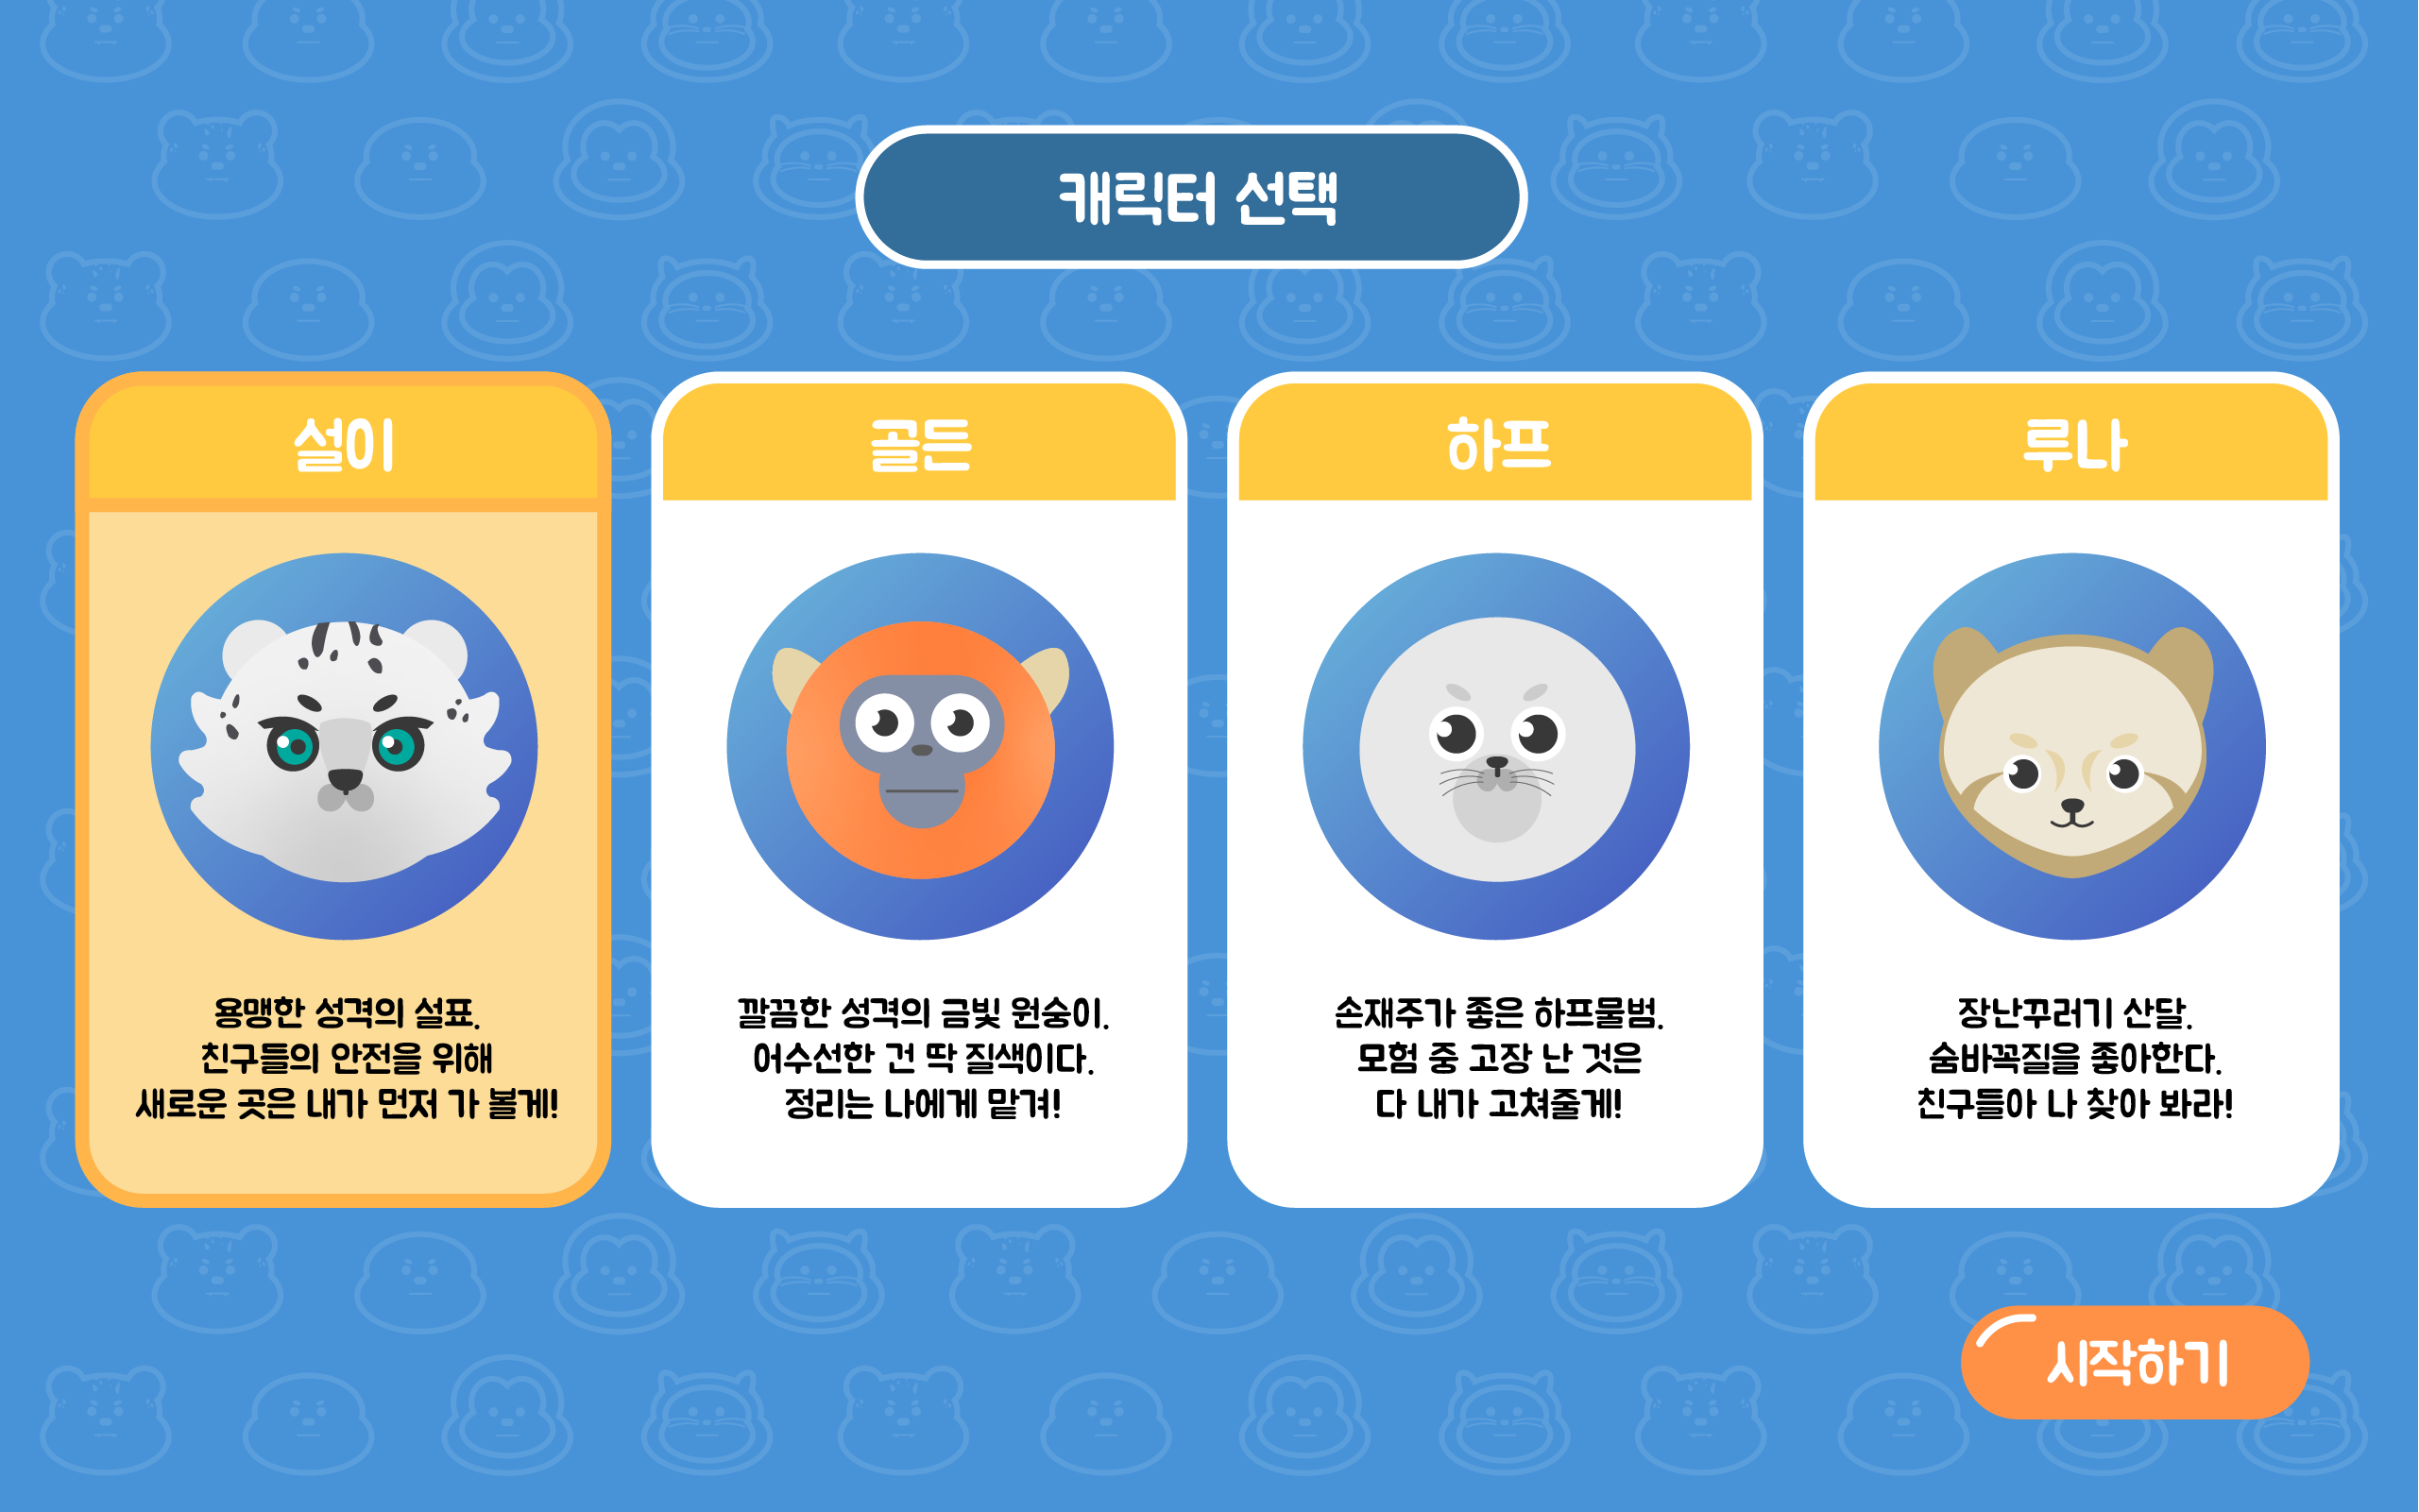 캐릭터 선택
설이
용맹한 성격의 설표.
친구들의 안전을 위해
새로운 곳은 내가 먼저 가 볼게!
골든
깔끔한 성격의 금빛 원숭이.
어수선한 건 딱 질색이다.
정리는 나에게 맡겨!
하프
손재주가 좋은 하프물범.
모험 중 고장 난 것은
다 내가 고쳐줄게!
루나
장난꾸러기 산달.
숨바꼭질을 좋아한다.
친구들아 나 찾아 봐라!
시작하기